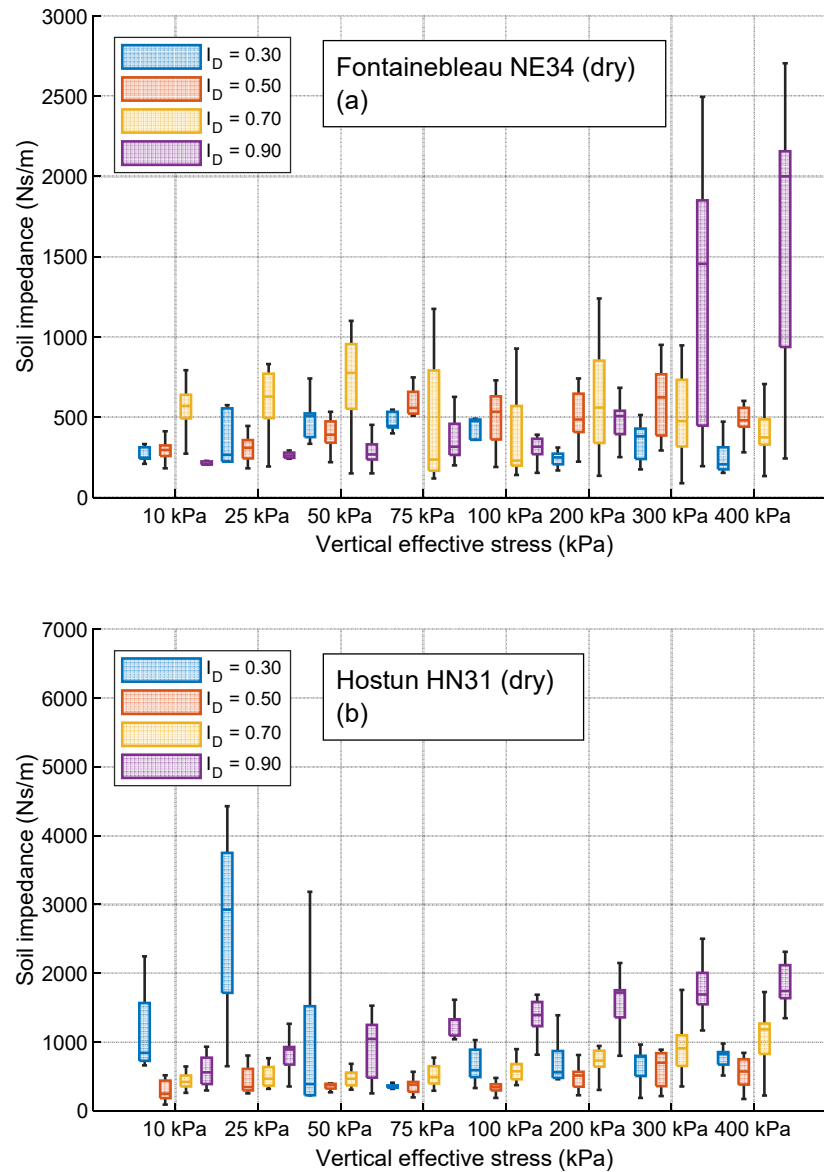 3000
2500
2000
1500
1000
500
0
Soil impedance (Ns/m)
I_D = 0.30
I_D = 0.50
I_D = 0.70
I_D = 0.90
Fontainebleau NE34 (dry)
(a)
10 kPa 25 kPa 50 kPa 75 kPa 100 kPa 200 kPa 300 kPa 400 kPa
Vertical effective stress (kPa)
7000
6000
5000
4000
3000
2000
1000
0
Soil impedance (Ns/m)
I_D = 0.30
I_D = 0.50
I_D = 0.70
I_D = 0.90
Hostun HN31 (dry)
(b)
10 kPa 25 kPa 50 kPa 75 kPa 100 kPa 200 kPa 300 kPa 400 kPa
Vertical effective stress (kPa)